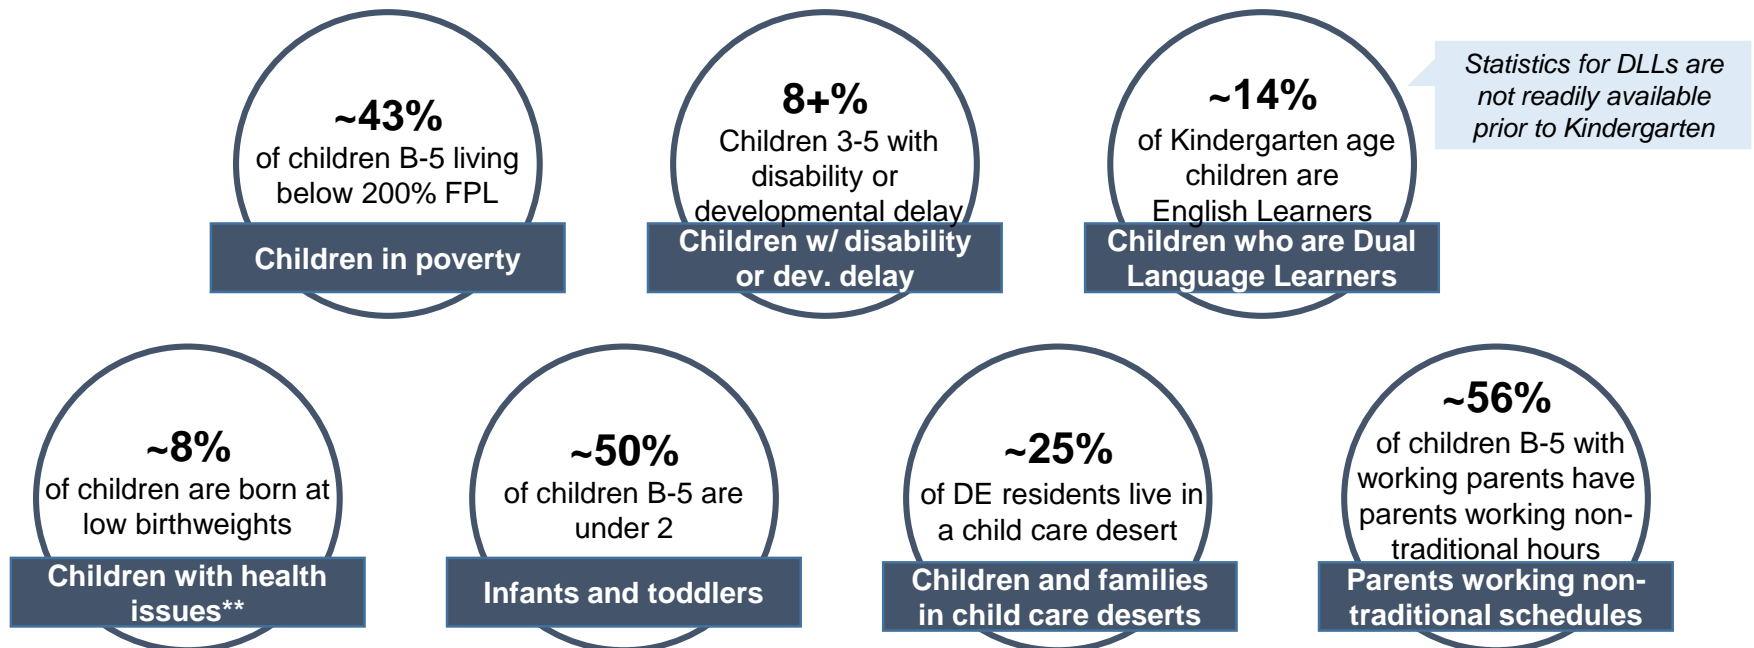 ~43%
of children B-5 living
below 200% FPL
Children in poverty
8+%
Children 3-5 with
disability or
developmental delay
Children w/ disability
or dev. delay
~14%
of Kindergarten age
children are
English Learners
Children who are Dual
Language Learners
Statistics for DLLs are
not readily available
prior to Kindergarten
~8%
of children are born at
low birthweights
Children with health
issues**
~50%
of children B-5 are
under 2
Infants and toddlers
~25%
of DE residents live in
a child care desert
Children and families
in child care deserts
~56%
of children B-5 with
working parents have
parents working non-
traditional hours
Parents working non-
traditional schedules